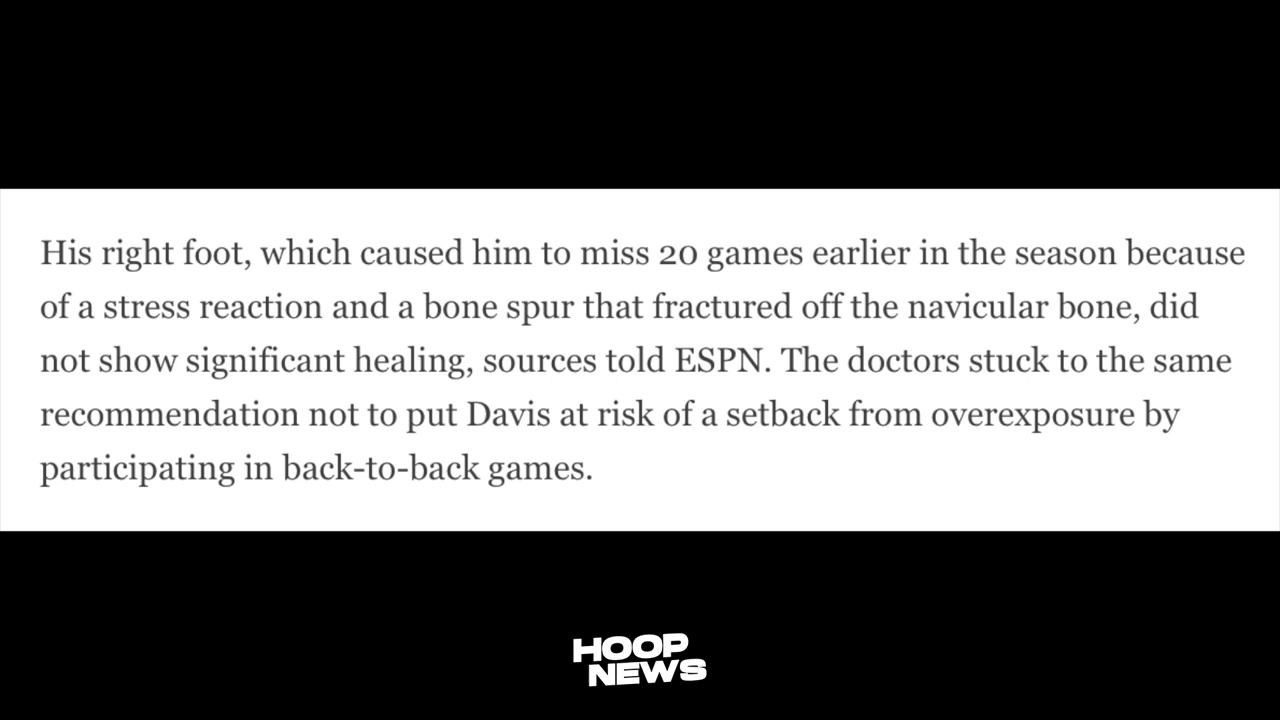 His right foot, which caused him to miss 20 games earlier in the season because
of a stress reaction and a bone spur that fractured off the navicular bone, did
not show significant healing, sources told ESPN. The doctors stuck to the same
recommendation not to put Davis at risk of a setback from overexposure by
participating in back-to-back games.
HOOP
NEWS